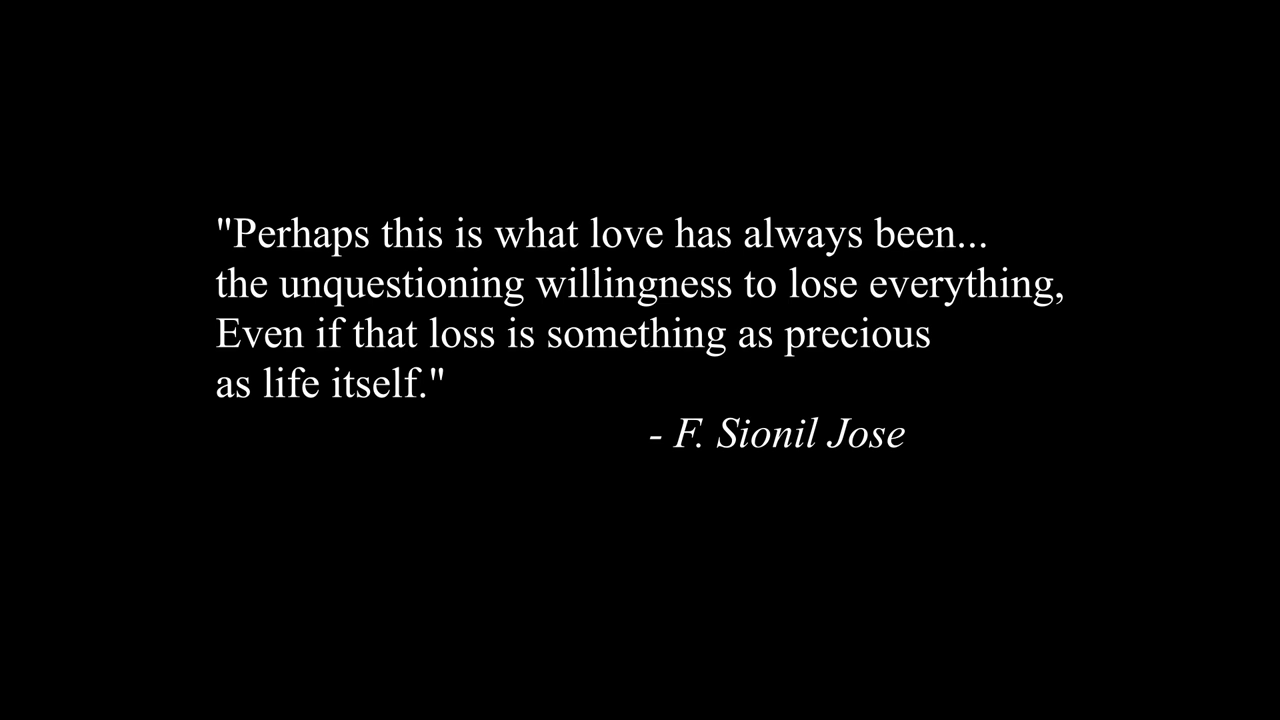 "Perhaps this is what love has always been...
the unquestioning willingness to lose everything,
Even if that loss is something as precious
as life itself."
- F. Sionil Jose